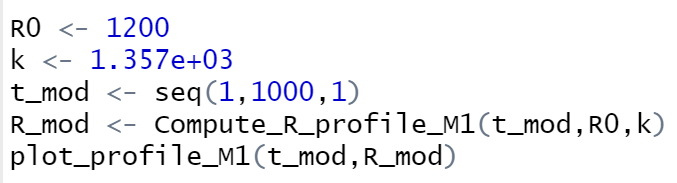 R0 <- 1200
k <- 1.357e+03
t_mod <- seq(1,1000,1)
R_mod <- Compute_R_profile_M1(t_mod,R0,k)
plot_profile_M1(t_mod,R_mod)